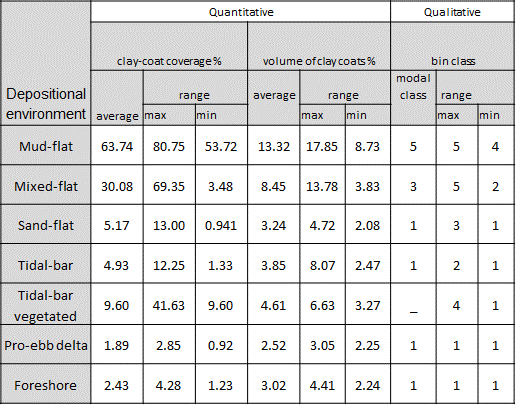 Quantitative Qualitative
clay-coat coverage % volume of clay coats % bin class
Depositional environment average range average range modal class range
max min max min max min
Mud-flat 63.74 80.75 53.72 13.32 17.85 8.73 5 5 4
Mixed-flat 30.08 69.35 3.48 8.45 13.78 3.83 3 5 2
Sand-flat 5.17 13.00 0.941 3.24 4.72 2.08 1 3 1
Tidal-bar 4.93 12.25 1.33 3.85 8.07 2.47 1 2 1
Tidal-bar vegetated 9.60 41.63 9.60 4.61 6.63 3.27 _ 4 1
Pro-ebb delta 1.89 2.85 0.92 2.52 3.05 2.25 1 1 1
Foreshore 2.43 4.28 1.23 3.02 4.41 2.24 1 1 1